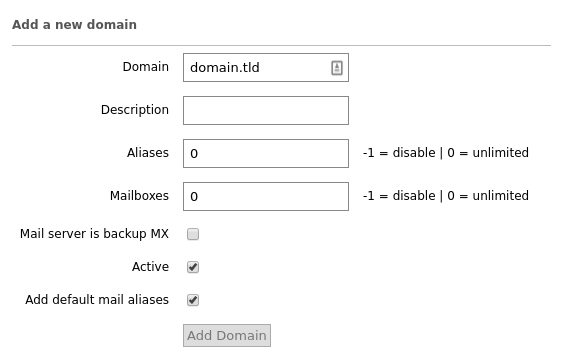 Add a new domain
Domain domain.tld
Description
Aliases 0 -1 = disable | 0 = unlimited
Mailboxes 0 -1 = disable | 0 = unlimited
Mail server is backup MX
Active
Add default mail aliases
Add Domain